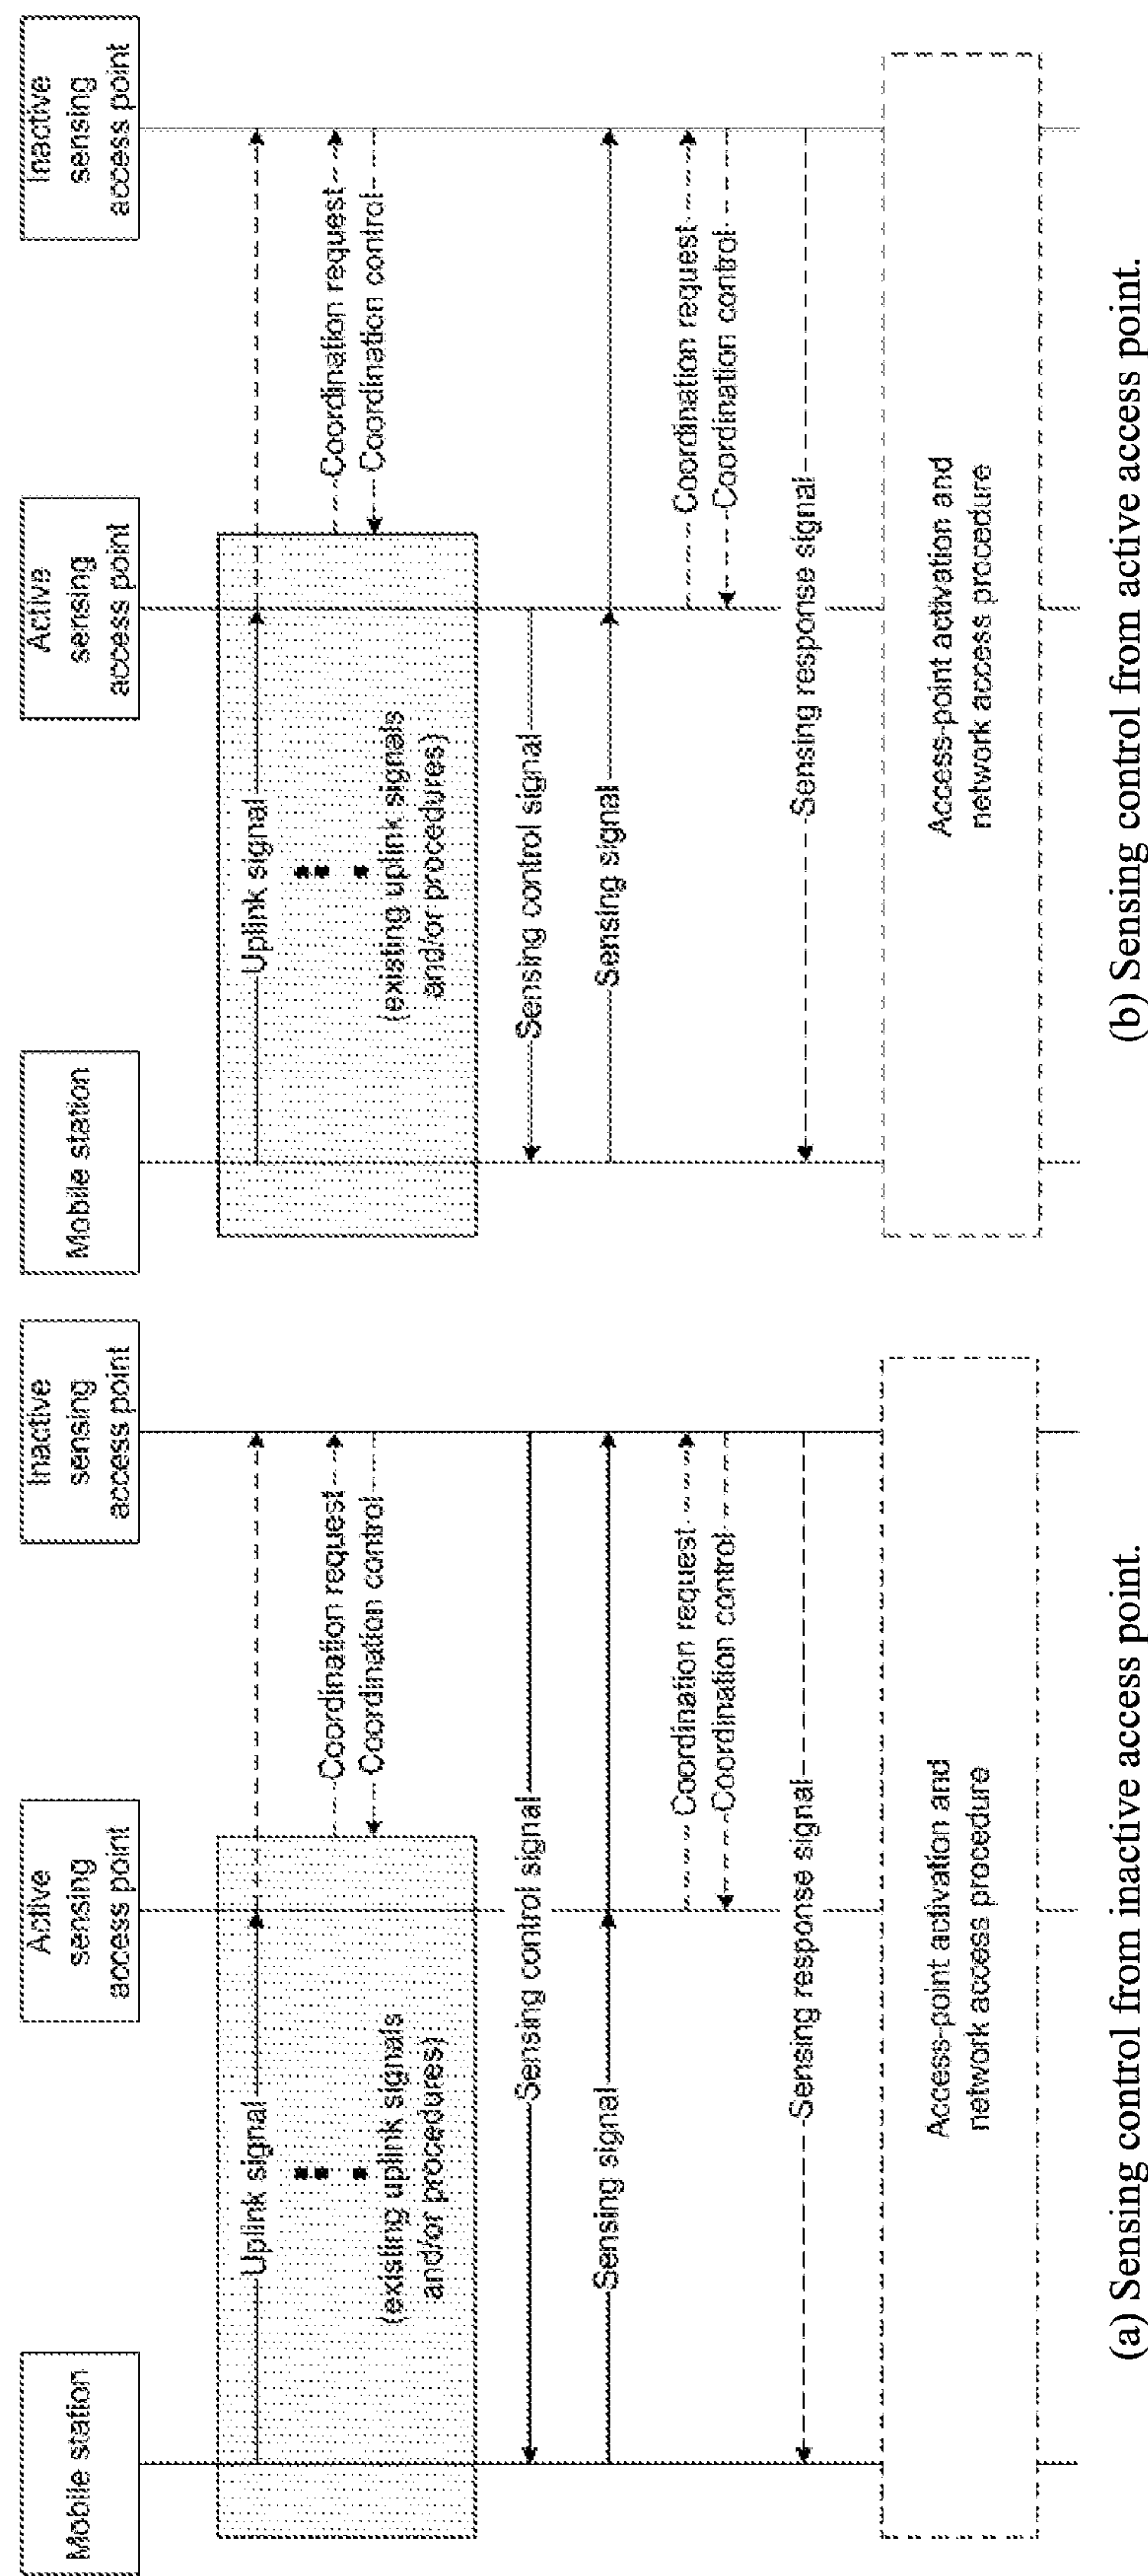 Mobile station
Active
sensing
access point
Inactive
sensing
access point
Uplink signal
(existing uplink signals
and/or procedures)
Coordination request
Coordination control
Sensing control signal
Sensing signal
Coordination request
Coordination control
Sensing response signal
Access-point activation and
network access procedure
(a) Sensing control from inactive access point.
Mobile station
Active
sensing
access point
Inactive
sensing
access point
Uplink signal
(existing uplink signals
and/or procedures)
Coordination request
Coordination control
Sensing control signal
Sensing signal
Coordination request
Coordination control
Sensing response signal
Access-point activation and
network access procedure
(b) Sensing control from active access point.